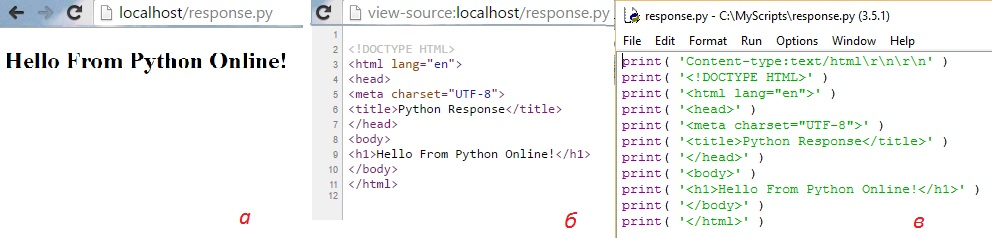 localhost/response.py
Hello From Python Online!
а
view-source:localhost/response.py
1
2 <!DOCTYPE HTML>
3 <html lang="en">
4 <head>
5 <meta charset="UTF-8">
6 <title>Python Response</title>
7 </head>
8 <body>
9 <h1>Hello From Python Online!</h1>
10 </body>
11 </html>
12
б
response.py - C:\MyScripts\response.py (3.5.1)
File Edit Format Run Options Window Help
print( 'Content-type:text/html\r\n\r\n' )
print( '<!DOCTYPE HTML>' )
print( '<html lang="en">' )
print( '<head>' )
print( '<meta charset="UTF-8">' )
print( '<title>Python Response</title>' )
print( '</head>' )
print( '<body>' )
print( '<h1>Hello From Python Online!</h1>' )
print( '</body>' )
print( '</html>' )
в